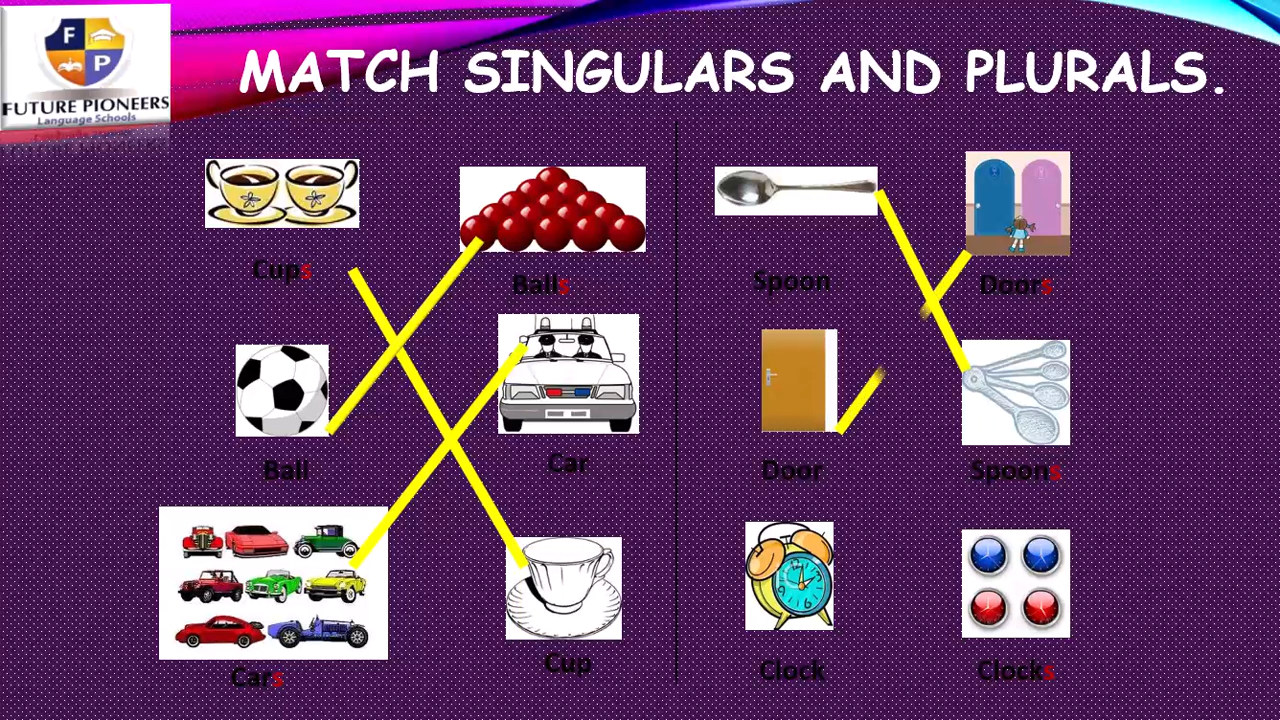 F
P
FUTURE PIONEERS
Language Schools
MATCH SINGULARS AND PLURALS.
Cups
Balls
Ball
Car
Cars
Cup
Spoon
Doors
Door
Spoons
Clock
Clocks